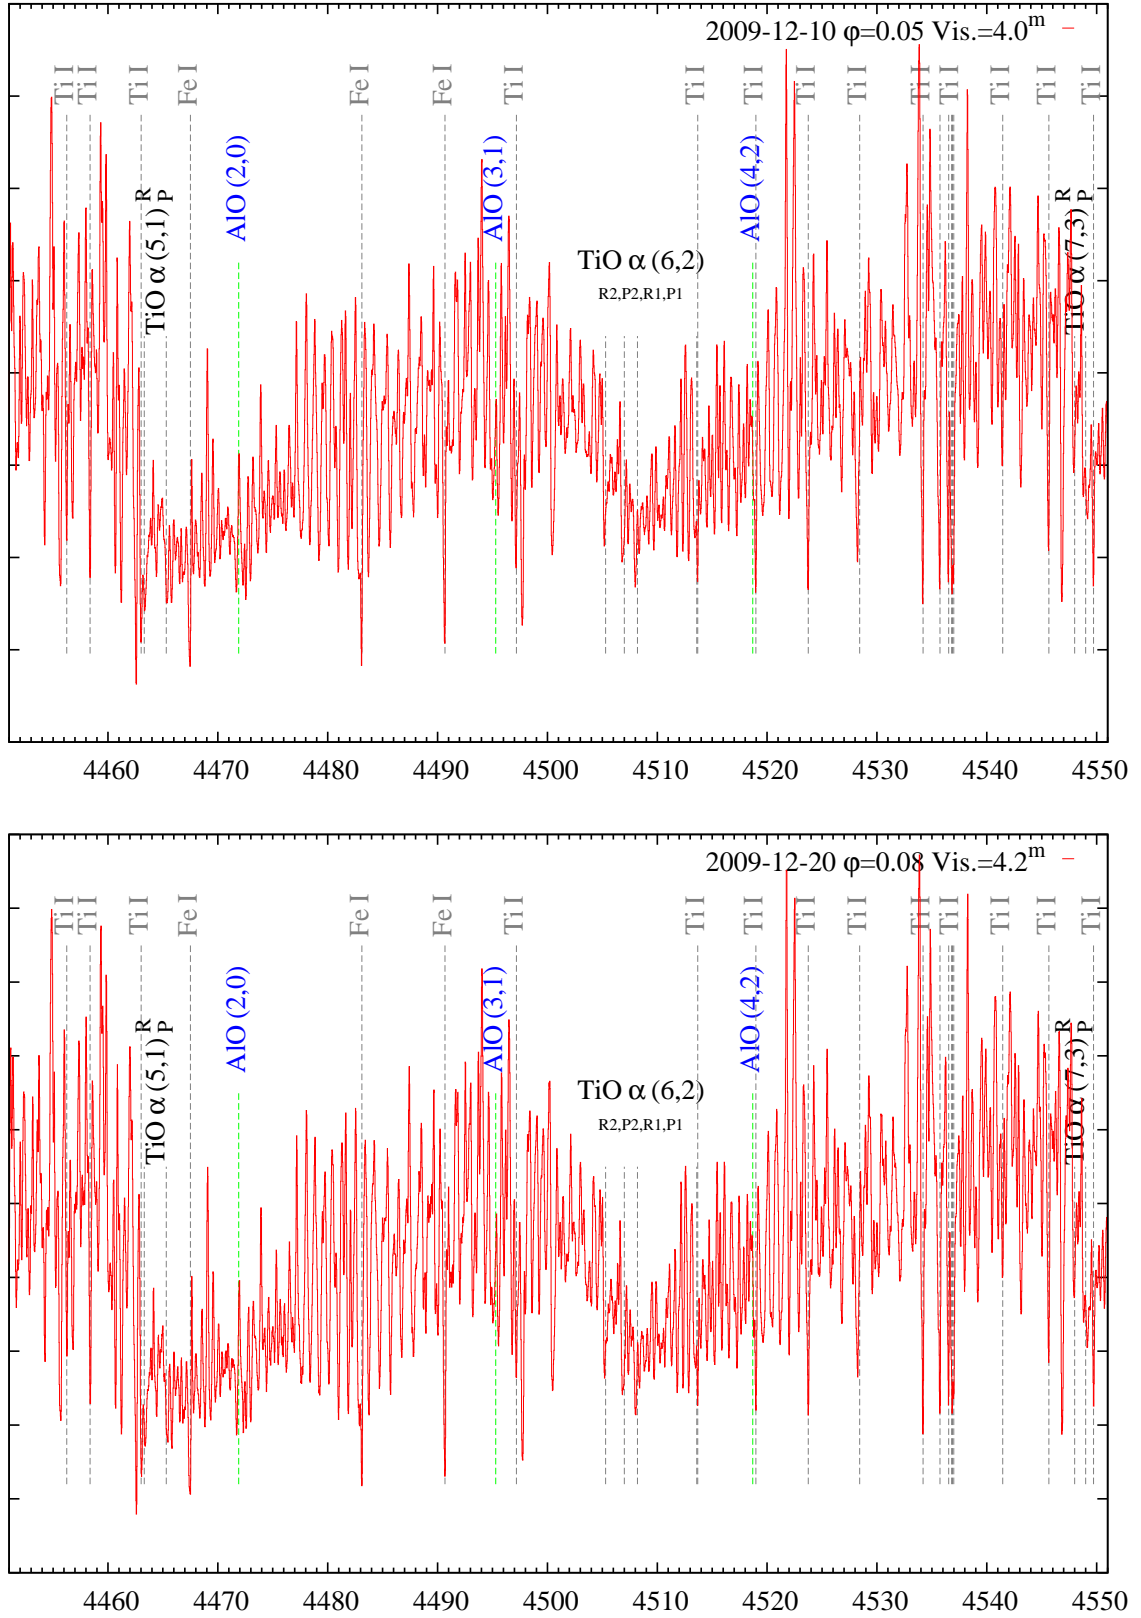 2009-12-10 φ=0.05 Vis.=4.0m
Ti I Ti I Ti I Fe I Fe I Fe I Ti I Ti I Ti I Ti I Ti I Ti I Ti I Ti I Ti I Ti I
TiO α (5,1) R P
AlO (2,0)
AlO (3,1)
TiO α (6,2)
R2,P2,R1,P1
AlO (4,2)
TiO α (7,3) R P
4460 4470 4480 4490 4500 4510 4520 4530 4540 4550
2009-12-20 φ=0.08 Vis.=4.2m
Ti I Ti I Ti I Fe I Fe I Fe I Ti I Ti I Ti I Ti I Ti I Ti I Ti I Ti I Ti I Ti I
TiO α (5,1) R P
AlO (2,0)
AlO (3,1)
TiO α (6,2)
R2,P2,R1,P1
AlO (4,2)
TiO α (7,3) R P
4460 4470 4480 4490 4500 4510 4520 4530 4540 4550